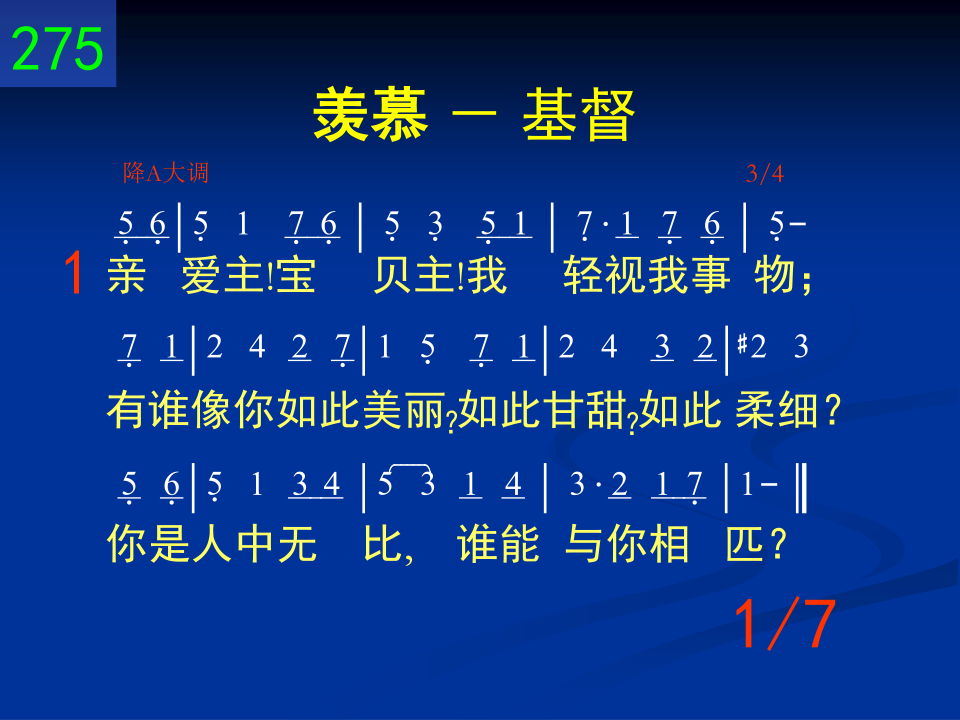 275
羡慕 － 基督
降A大调 3/4
5 6 | 5 1 7 6 | 5 3 5 1 | 7 · 1 7 6 | 5 -
1 亲 爱主!宝 贝主!我 轻视我事 物；
7 1 | 2 4 2 7 | 1 5 7 1 | 2 4 3 2 | #2 3
有谁像你如此美丽?如此甘甜?如此 柔细？
5 6 | 5 1 3 4 | 5 3 1 4 | 3 · 2 1 7 | 1 - ‖
你是人中无 比, 谁能 与你相 匹？
1/7